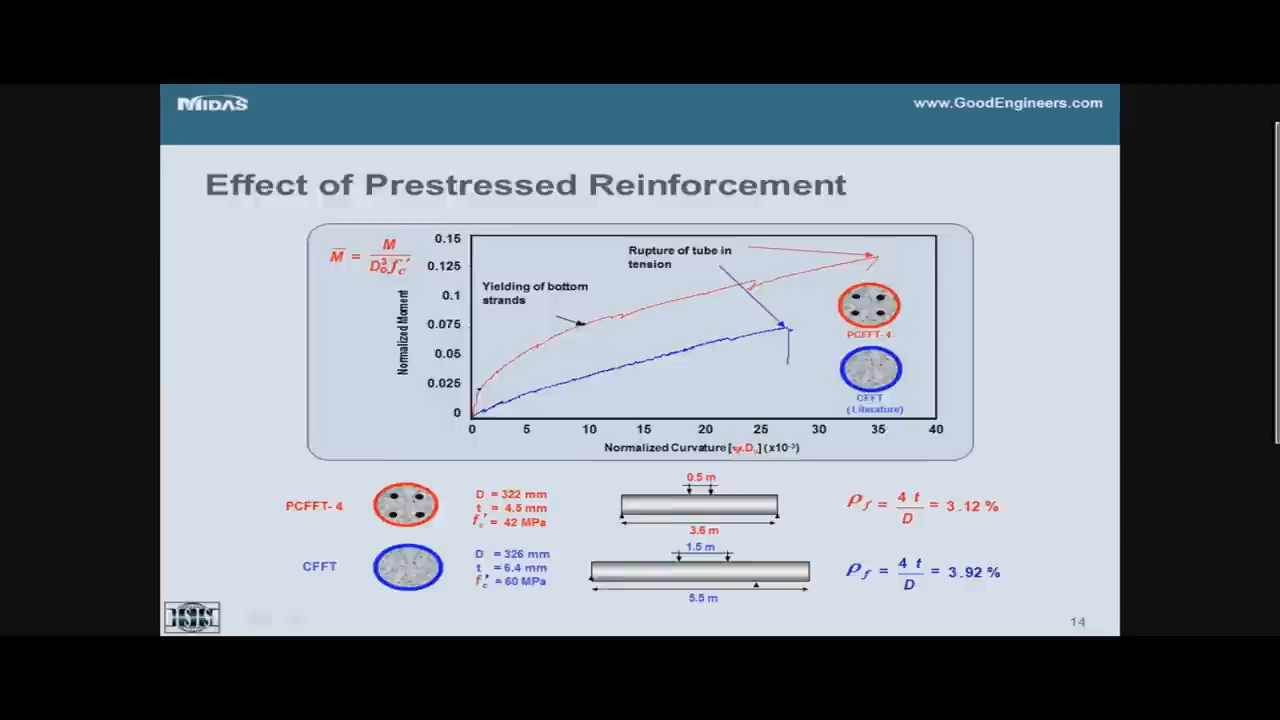 MIDAS
www.GoodEngineers.com
Effect of Prestressed Reinforcement
M = M / D₀³ f꜀′
Normalized Moment
0.15
0.125
0.1
0.075
0.05
0.025
0
Rupture of tube in
tension
Yielding of bottom
strands
PCFFT-4
CFFT
(Literature)
0 5 10 15 20 25 30 35 40
Normalized Curvature [ψ.D₀] (x10⁻³)
PCFFT-4
D = 322 mm
t = 4.5 mm
f꜀′ = 42 MPa
0.5 m
3.6 m
ρf = 4 t / D = 3.12 %
CFFT
D = 326 mm
t = 6.4 mm
f꜀′ = 60 MPa
1.5 m
5.5 m
ρf = 4 t / D = 3.92 %
ISIS
14